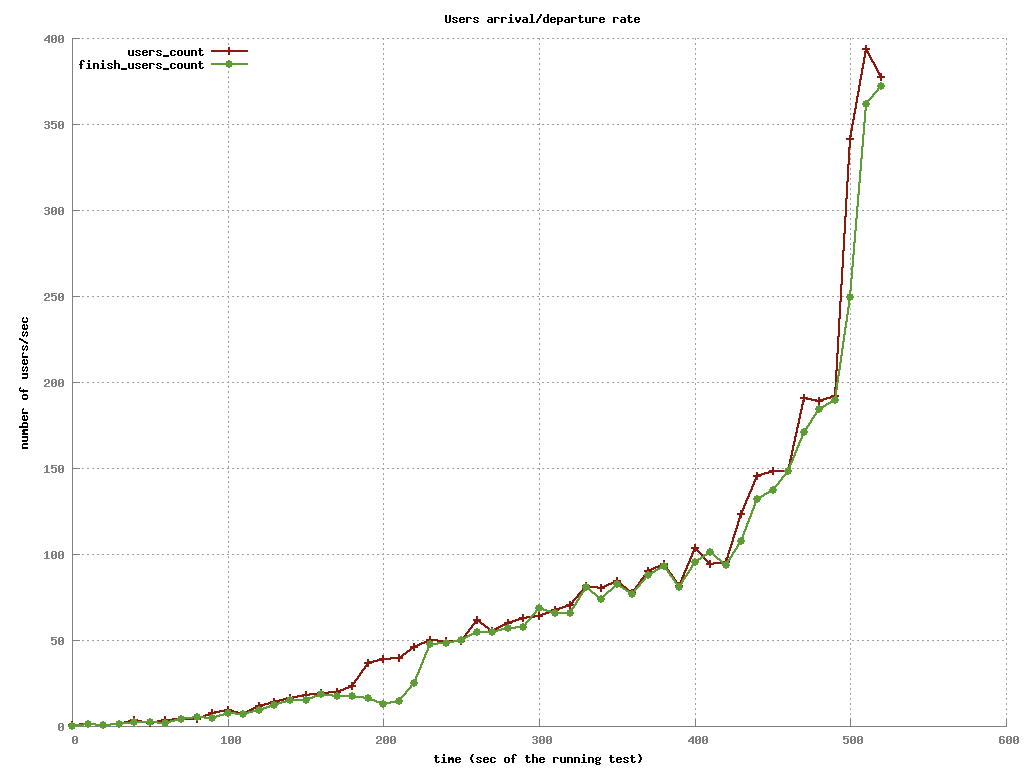 Users arrival/departure rate
400
users_count
finish_users_count
350
300
250
200
150
100
50
0
number of users/sec
0 100 200 300 400 500 600
time (sec of the running test)